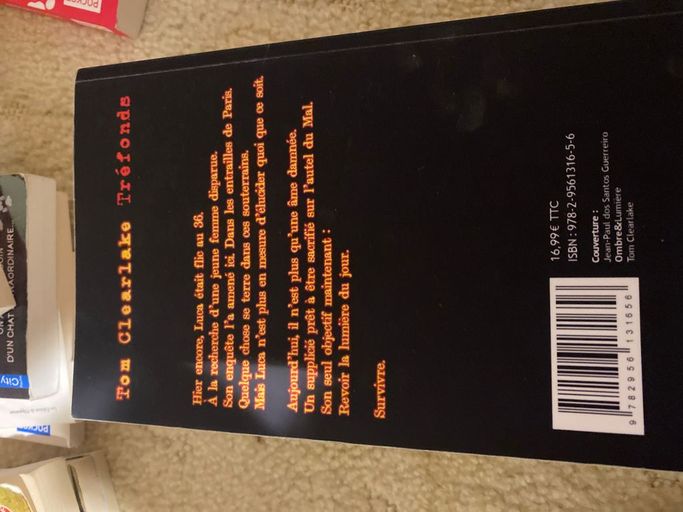 Tom Clearlake Tréfonds
Hier encore, Luca était flic au 36.
À la recherche d'une jeune femme disparue.
Son enquête l'a amené ici. Dans les entrailles de Paris.
Quelque chose se terre dans ces souterrains.
Mais Luca n'est plus en mesure d'élucider quoi que ce soit.
Aujourd'hui, il n'est plus qu'une âme damnée.
Un supplicié prêt à être sacrifié sur l'autel du Mal.
Son seul objectif maintenant :
Revoir la lumière du jour.
Survivre.
16,99 € TTC
ISBN : 978-2-9561316-5-6
Couverture :
Jean-Paul dos Santos Guerreiro
Ombre&Lumière
Tom Clearlake
9 782956 131656
D'UN CHAT
City
POCKET